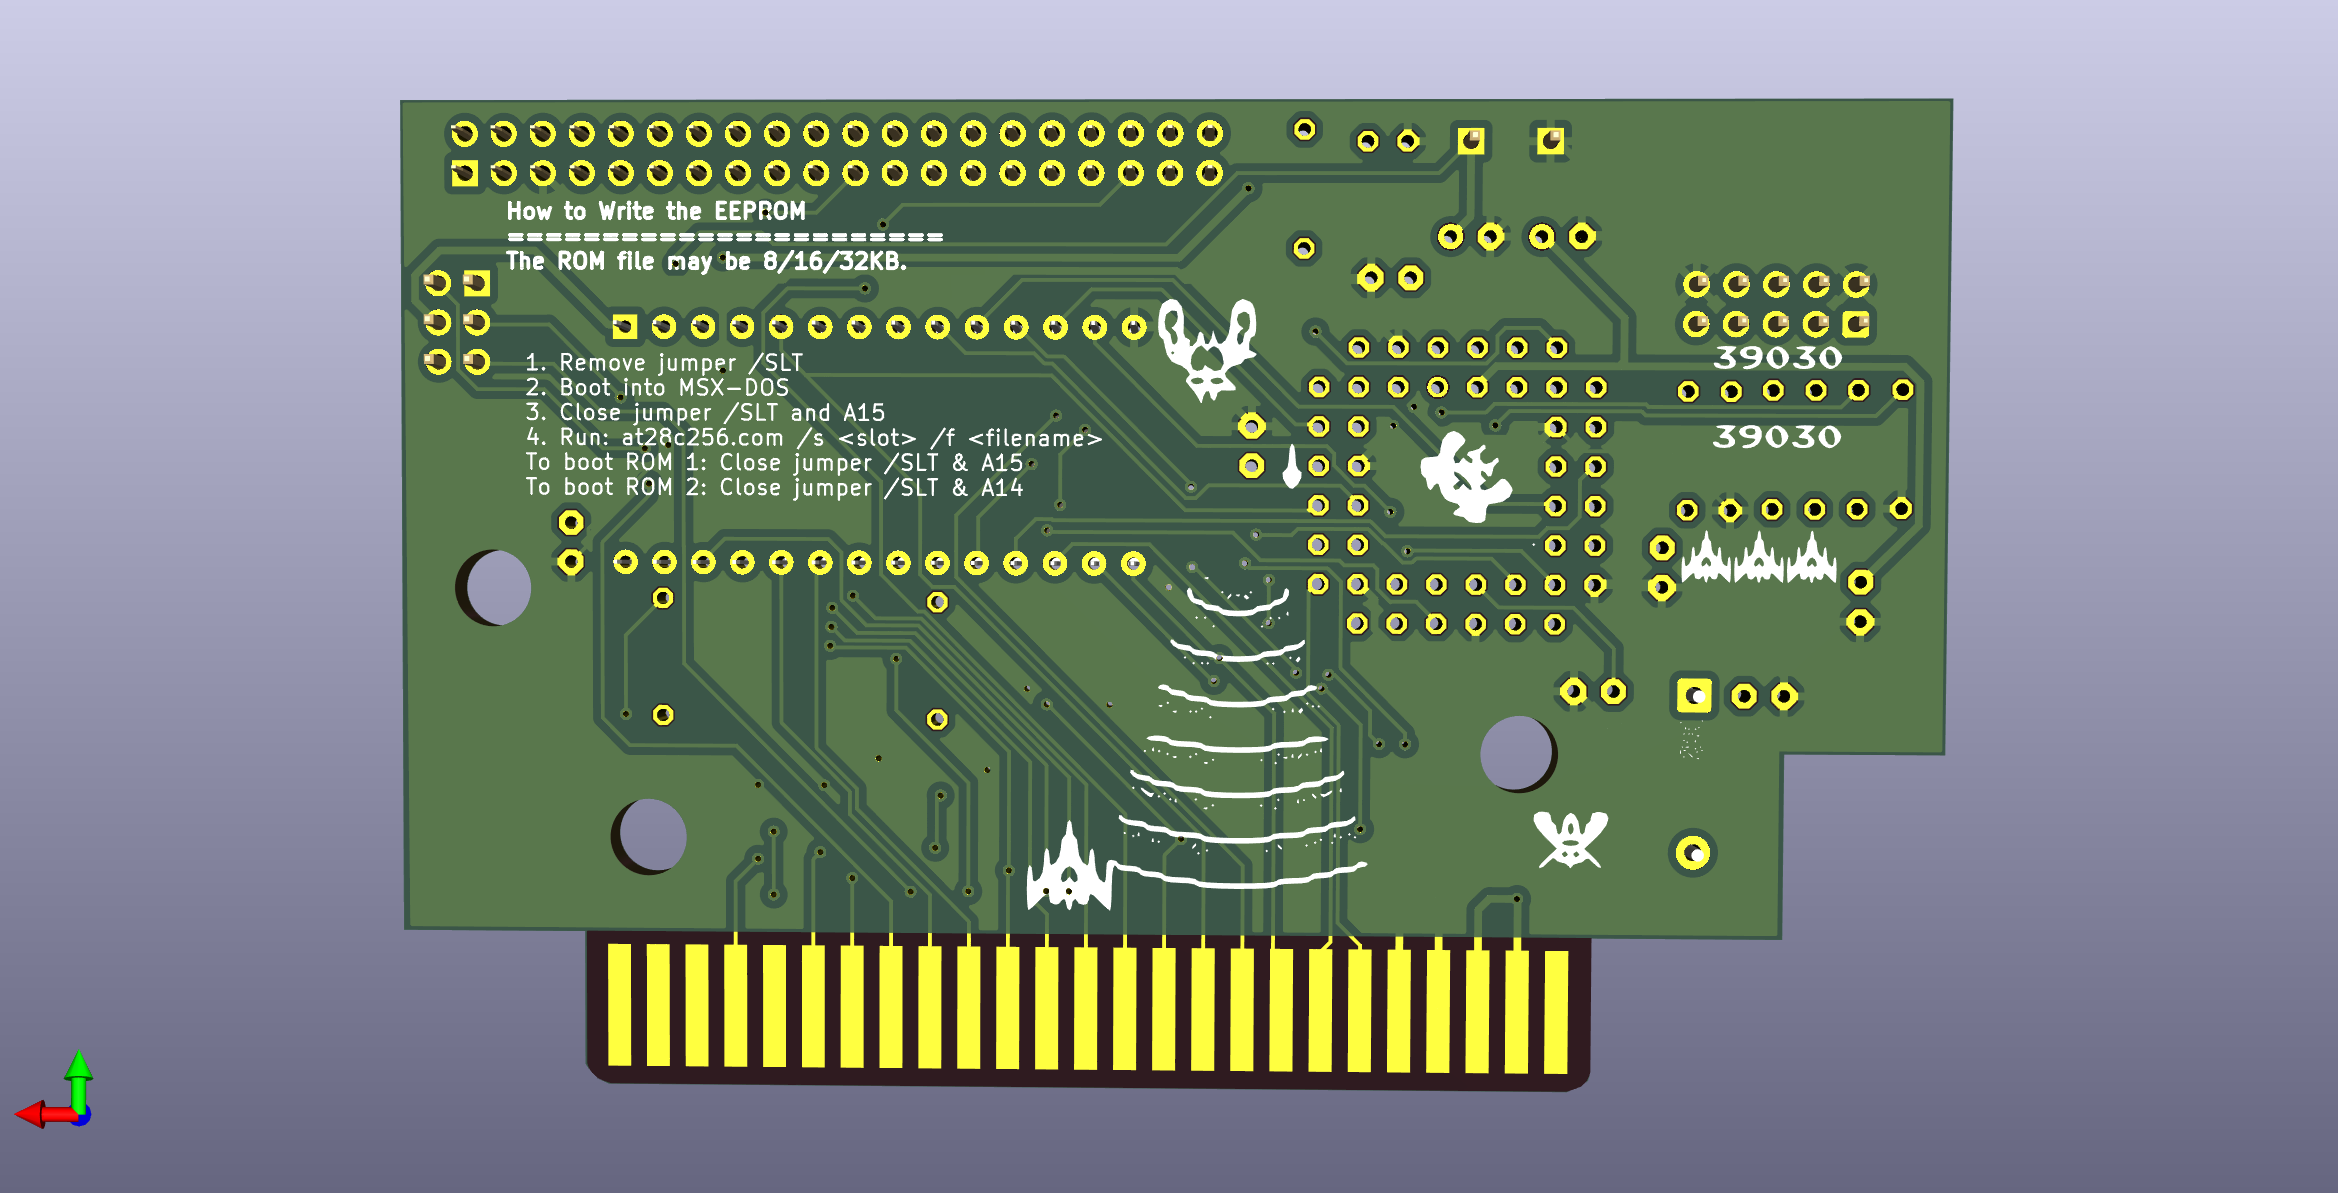 How to Write the EEPROM
=======================
The ROM file may be 8/16/32KB.
1. Remove jumper /SLT
2. Boot into MSX-DOS
3. Close jumper /SLT and A15
4. Run: at28c256.com /s <slot> /f <filename>
To boot ROM 1: Close jumper /SLT & A15
To boot ROM 2: Close jumper /SLT & A14
39030
39030